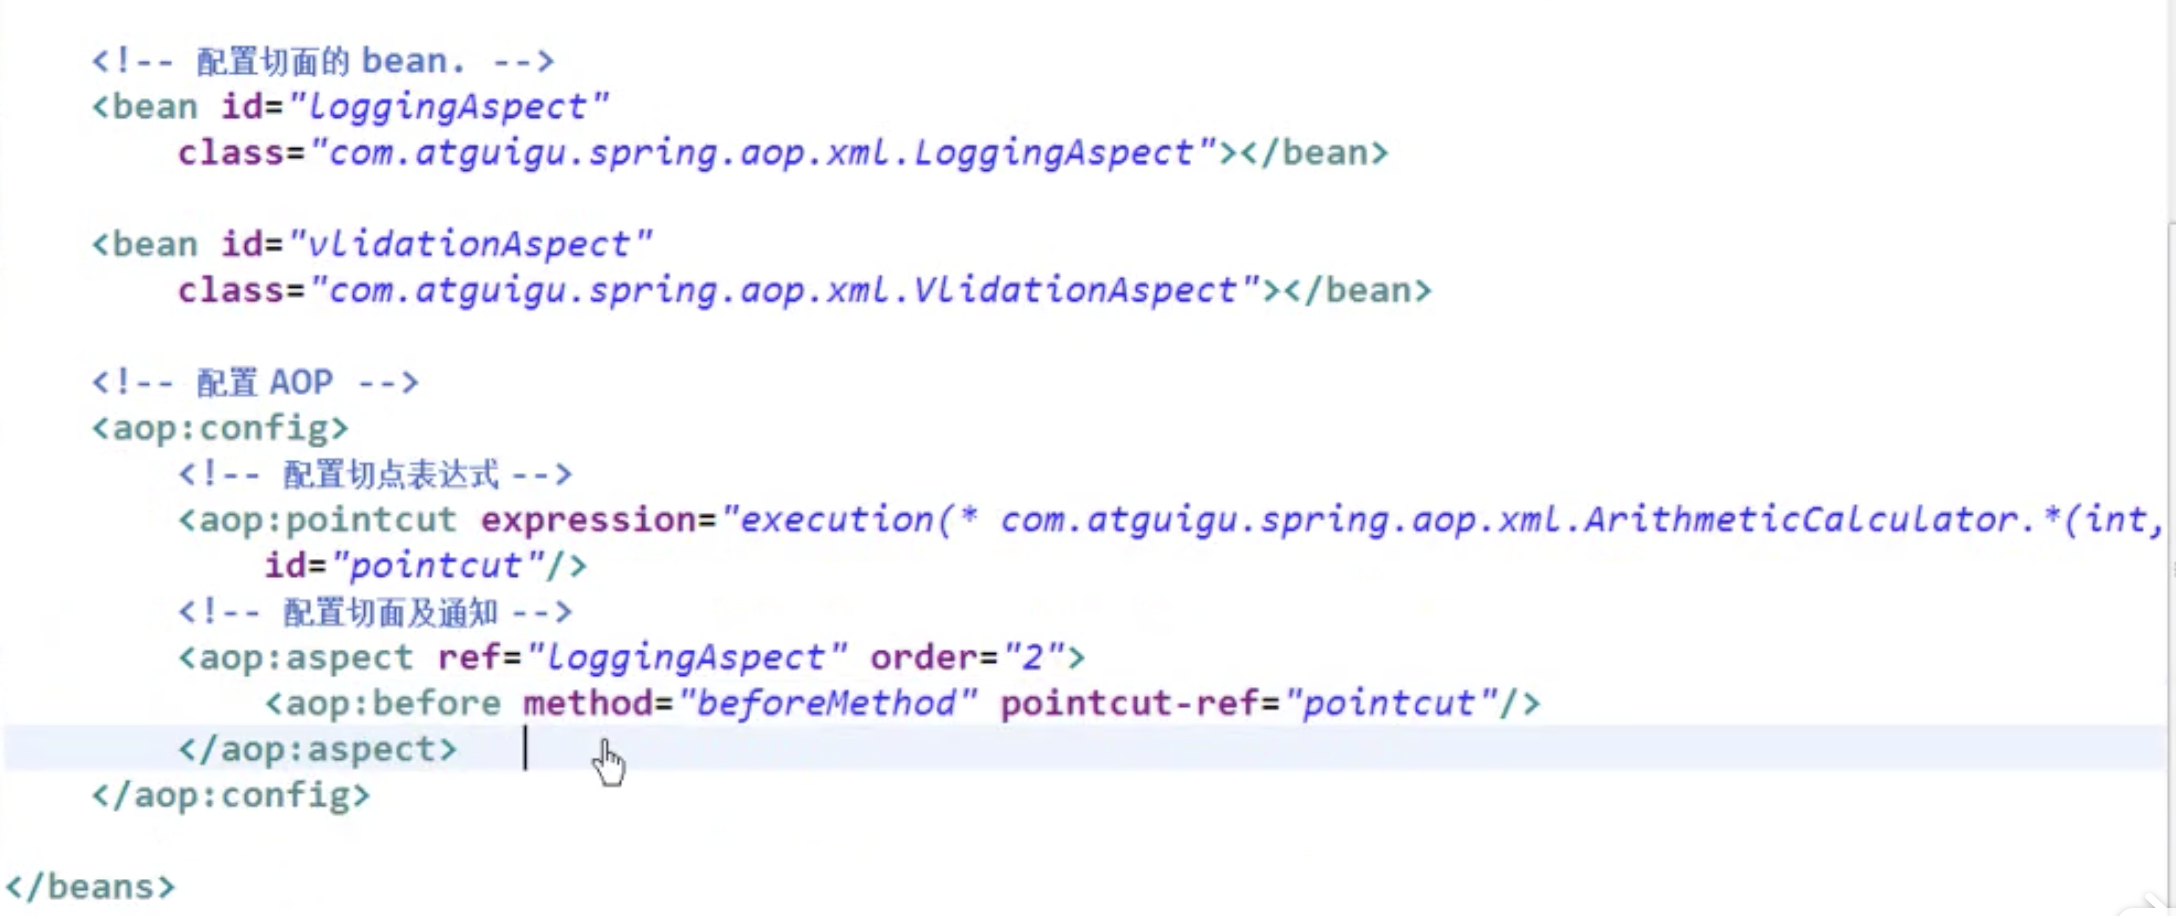 <!-- 配置切面的 bean. -->
<bean id="loggingAspect"
class="com.atguigu.spring.aop.xml.LoggingAspect"></bean>
<bean id="vlidationAspect"
class="com.atguigu.spring.aop.xml.VlidationAspect"></bean>
<!-- 配置 AOP -->
<aop:config>
<!-- 配置切点表达式 -->
<aop:pointcut expression="execution(* com.atguigu.spring.aop.xml.ArithmeticCalculator.*(int,
id="pointcut"/>
<!-- 配置切面及通知 -->
<aop:aspect ref="loggingAspect" order="2">
<aop:before method="beforeMethod" pointcut-ref="pointcut"/>
</aop:aspect>
</aop:config>
</beans>